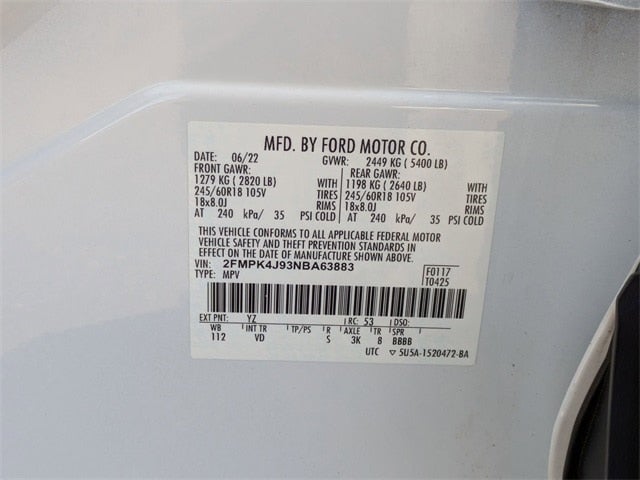 MFD. BY FORD MOTOR CO.
DATE: 06/22 GVWR: 2449 KG ( 5400 LB)
FRONT GAWR: REAR GAWR:
1279 KG ( 2820 LB) WITH 1198 KG ( 2640 LB) WITH
245/60R18 105V TIRES 245/60R18 105V TIRES
18x8.0J RIMS 18x8.0J RIMS
AT 240 kPa/ 35 PSI COLD AT 240 kPa/ 35 PSI COLD
THIS VEHICLE CONFORMS TO ALL APPLICABLE FEDERAL MOTOR
VEHICLE SAFETY AND THEFT PREVENTION STANDARDS IN
EFFECT ON THE DATE OF MANUFACTURE SHOWN ABOVE.
VIN: 2FMPK4J93NBA63883 F0117
TYPE: MPV T0425
EXT PNT: YZ RC: 53 DSO:
WB INT TR TP/PS R AXLE TR SPR
112 VD S 3K 8 BBBB
UTC ▽ 5U5A-1520472-BA